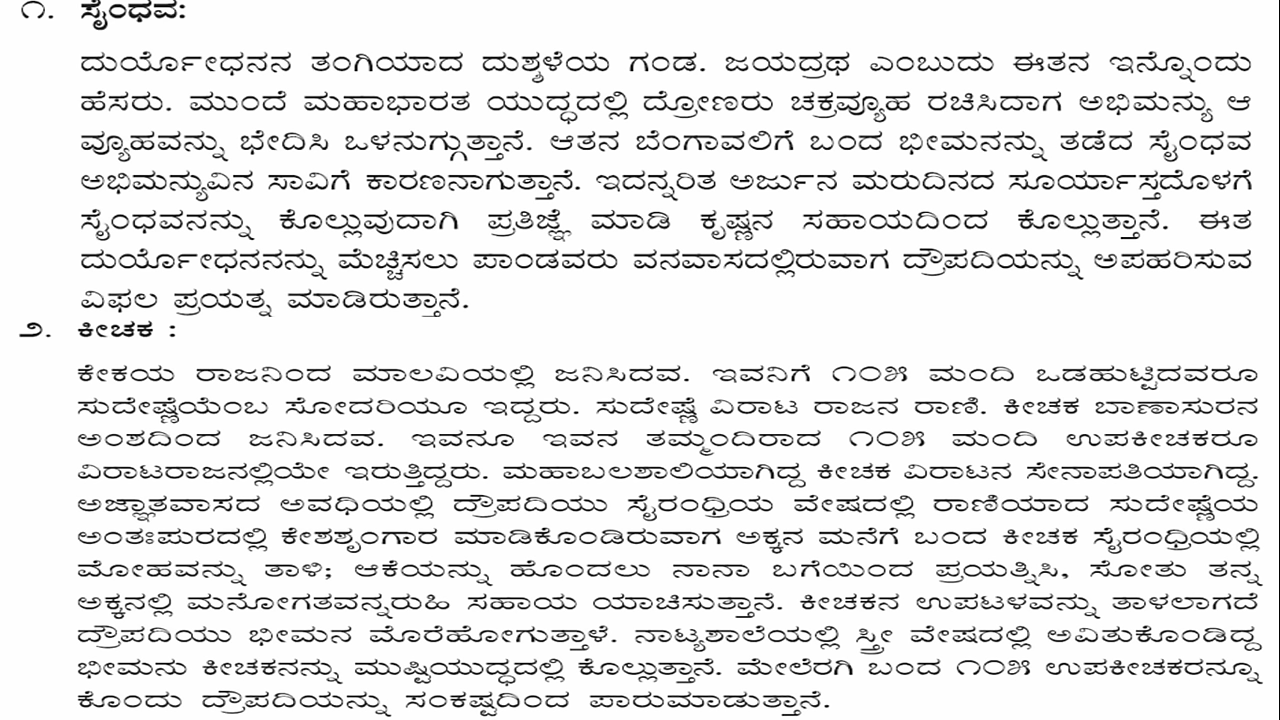 ೧. ಸೈಂಧವ:
ದುರ್ಯೋಧನನ ತಂಗಿಯಾದ ದುಶ್ಶಳೆಯ ಗಂಡ. ಜಯದ್ರಥ ಎಂಬುದು ಈತನ ಇನ್ನೊಂದು
ಹೆಸರು. ಮುಂದೆ ಮಹಾಭಾರತ ಯುದ್ಧದಲ್ಲಿ ದ್ರೋಣರು ಚಕ್ರವ್ಯೂಹ ರಚಿಸಿದಾಗ ಅಭಿಮನ್ಯು ಆ
ವ್ಯೂಹವನ್ನು ಭೇದಿಸಿ ಒಳನುಗ್ಗುತ್ತಾನೆ. ಆತನ ಬೆಂಗಾವಲಿಗೆ ಬಂದ ಭೀಮನನ್ನು ತಡೆದ ಸೈಂಧವ
ಅಭಿಮನ್ಯುವಿನ ಸಾವಿಗೆ ಕಾರಣನಾಗುತ್ತಾನೆ. ಇದನ್ನರಿತ ಅರ್ಜುನ ಮರುದಿನದ ಸೂರ್ಯಾಸ್ತದೊಳಗೆ
ಸೈಂಧವನನ್ನು ಕೊಲ್ಲುವುದಾಗಿ ಪ್ರತಿಜ್ಞೆ ಮಾಡಿ ಕೃಷ್ಣನ ಸಹಾಯದಿಂದ ಕೊಲ್ಲುತ್ತಾನೆ. ಈತ
ದುರ್ಯೋಧನನನ್ನು ಮೆಚ್ಚಿಸಲು ಪಾಂಡವರು ವನವಾಸದಲ್ಲಿರುವಾಗ ದ್ರೌಪದಿಯನ್ನು ಅಪಹರಿಸುವ
ವಿಫಲ ಪ್ರಯತ್ನ ಮಾಡಿರುತ್ತಾನೆ.
೨. ಕೀಚಕ :
ಕೇಕಯ ರಾಜನಿಂದ ಮಾಲವಿಯಲ್ಲಿ ಜನಿಸಿದವ. ಇವನಿಗೆ ೧೦೫ ಮಂದಿ ಒಡಹುಟ್ಟಿದವರೂ
ಸುದೇಷ್ಣೆಯೆಂಬ ಸೋದರಿಯೂ ಇದ್ದರು. ಸುದೇಷ್ಣೆ ವಿರಾಟ ರಾಜನ ರಾಣಿ. ಕೀಚಕ ಬಾಣಾಸುರನ
ಅಂಶದಿಂದ ಜನಿಸಿದವ. ಇವನೂ ಇವನ ತಮ್ಮಂದಿರಾದ ೧೦೫ ಮಂದಿ ಉಪಕೀಚಕರೂ
ವಿರಾಟರಾಜನಲ್ಲಿಯೇ ಇರುತ್ತಿದ್ದರು. ಮಹಾಬಲಶಾಲಿಯಾಗಿದ್ದ ಕೀಚಕ ವಿರಾಟನ ಸೇನಾಪತಿಯಾಗಿದ್ದ.
ಅಜ್ಞಾತವಾಸದ ಅವಧಿಯಲ್ಲಿ ದ್ರೌಪದಿಯು ಸೈರಂಧ್ರಿಯ ವೇಷದಲ್ಲಿ ರಾಣಿಯಾದ ಸುದೇಷ್ಣೆಯ
ಅಂತಃಪುರದಲ್ಲಿ ಕೇಶಶೃಂಗಾರ ಮಾಡಿಕೊಂಡಿರುವಾಗ ಅಕ್ಕನ ಮನೆಗೆ ಬಂದ ಕೀಚಕ ಸೈರಂಧ್ರಿಯಲ್ಲಿ
ಮೋಹವನ್ನು ತಾಳಿ; ಆಕೆಯನ್ನು ಹೊಂದಲು ನಾನಾ ಬಗೆಯಿಂದ ಪ್ರಯತ್ನಿಸಿ, ಸೋತು ತನ್ನ
ಅಕ್ಕನಲ್ಲಿ ಮನೋಗತವನ್ನರುಹಿ ಸಹಾಯ ಯಾಚಿಸುತ್ತಾನೆ. ಕೀಚಕನ ಉಪಟಳವನ್ನು ತಾಳಲಾಗದೆ
ದ್ರೌಪದಿಯು ಭೀಮನ ಮೊರೆಹೋಗುತ್ತಾಳೆ. ನಾಟ್ಯಶಾಲೆಯಲ್ಲಿ ಸ್ತ್ರೀ ವೇಷದಲ್ಲಿ ಅವಿತುಕೊಂಡಿದ್ದ
ಭೀಮನು ಕೀಚಕನನ್ನು ಮುಷ್ಟಿಯುದ್ಧದಲ್ಲಿ ಕೊಲ್ಲುತ್ತಾನೆ. ಮೇಲೆರಗಿ ಬಂದ ೧೦೫ ಉಪಕೀಚಕರನ್ನೂ
ಕೊಂದು ದ್ರೌಪದಿಯನ್ನು ಸಂಕಷ್ಟದಿಂದ ಪಾರುಮಾಡುತ್ತಾನೆ.